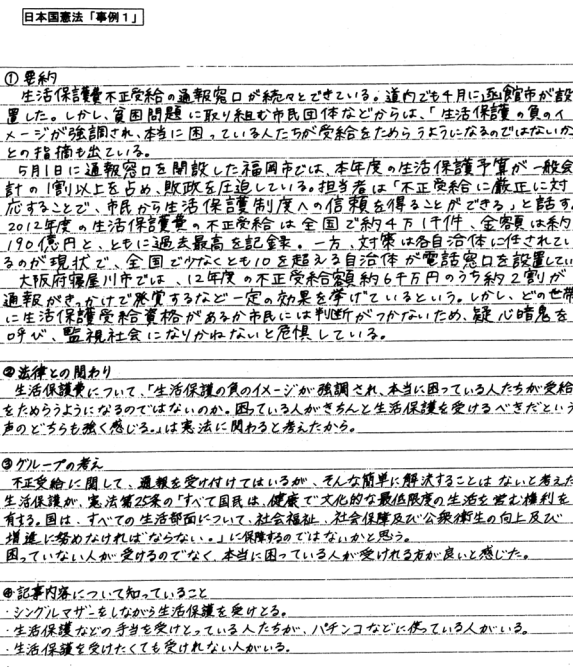 日本国憲法「事例1」
①要約
生活保護費不正受給の通報窓口が続々とできている。道内でも4月に函館市が設
置した。しかし、貧困問題に取り組む市民団体などからは、「生活保護の負のイ
メージが強調され、本当に困っている人たちが受給をためらうようになるのではないか」
との指摘も出ている。
5月1日に通報窓口を開設した福岡市では、本年度の生活保護予算が一般会
計の1割以上を占め、財政を圧迫している。担当者は「不正受給に厳正に対
応することで、市民から生活保護制度への信頼を得ることができる」と話す。
2012年度の生活保護費の不正受給は全国で約4万1千件、金額は約
190億円と、ともに過去最高を記録。一方、対策は各自治体に任されてい
るのが現状で、全国で少なくとも10を超える自治体が電話窓口を設置してい
大阪府寝屋川市では、12年度の不正受給額約6千万円のうち約2割が
通報がきっかけで発覚するなど一定の効果を挙げているという。しかし、どの世帯
に生活保護受給資格があるか市民には判断がつかないため、疑心暗鬼を
呼び、監視社会になりかねないと危惧している。
②法律との関わり
生活保護費について、「生活保護の負のイメージが強調され、本当に困っている人たちが受給
をためらうようになるのではないのか。困っている人がきちんと生活保護を受けるべきだという
声のどちらも強く感じる。」は憲法に関わると考えたから。
③グループの考え
不正受給に関して、通報を受け付けてはいるが、そんな簡単に解決することはないと考えた
生活保護が、憲法第25条の「すべて国民は、健康で文化的な最低限度の生活を営む権利を
有する。国は、すべての生活部面について、社会福祉、社会保障及び公衆衛生の向上及び
増進に努めなければならない。」に保障するのではないかと思う。
困っていない人が受けるのでなく、本当に困っている人が受けれる方が良いと感じた。
④記事内容について知っていること
・シングルマザーをしながら生活保護を受けとる。
・生活保護などの手当を受けとっている人たちが、パチンコなどに使っている人がいる。
・生活保護を受けたくても受けれない人がいる。